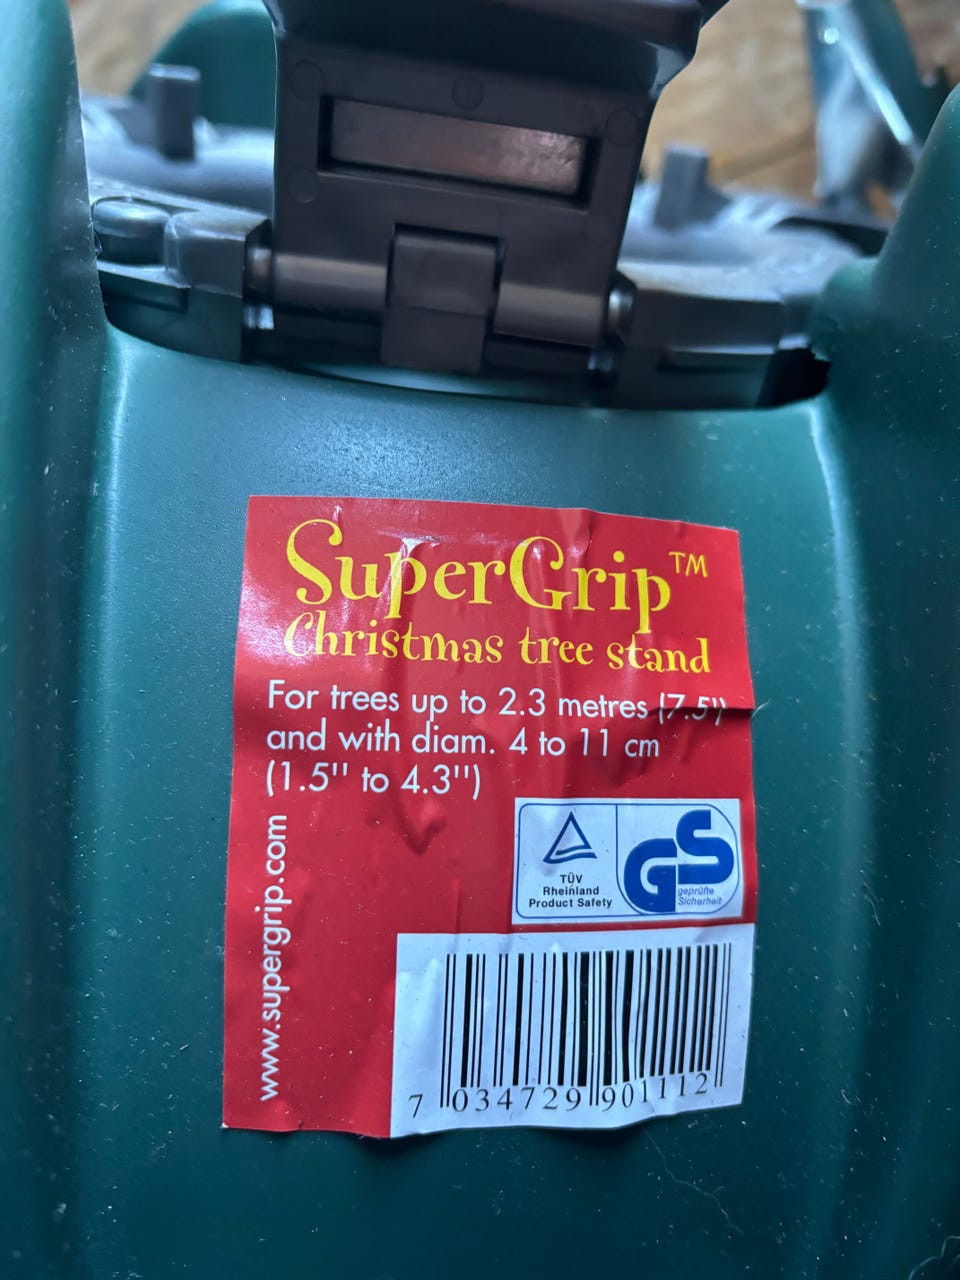 SuperGrip™
Christmas tree stand
For trees up to 2.3 metres (7.5')
and with diam. 4 to 11 cm
(1.5'' to 4.3'')
www.supergrip.com
TÜV
Rheinland
Product Safety
GS
geprüfte
Sicherheit
7 034729 901112